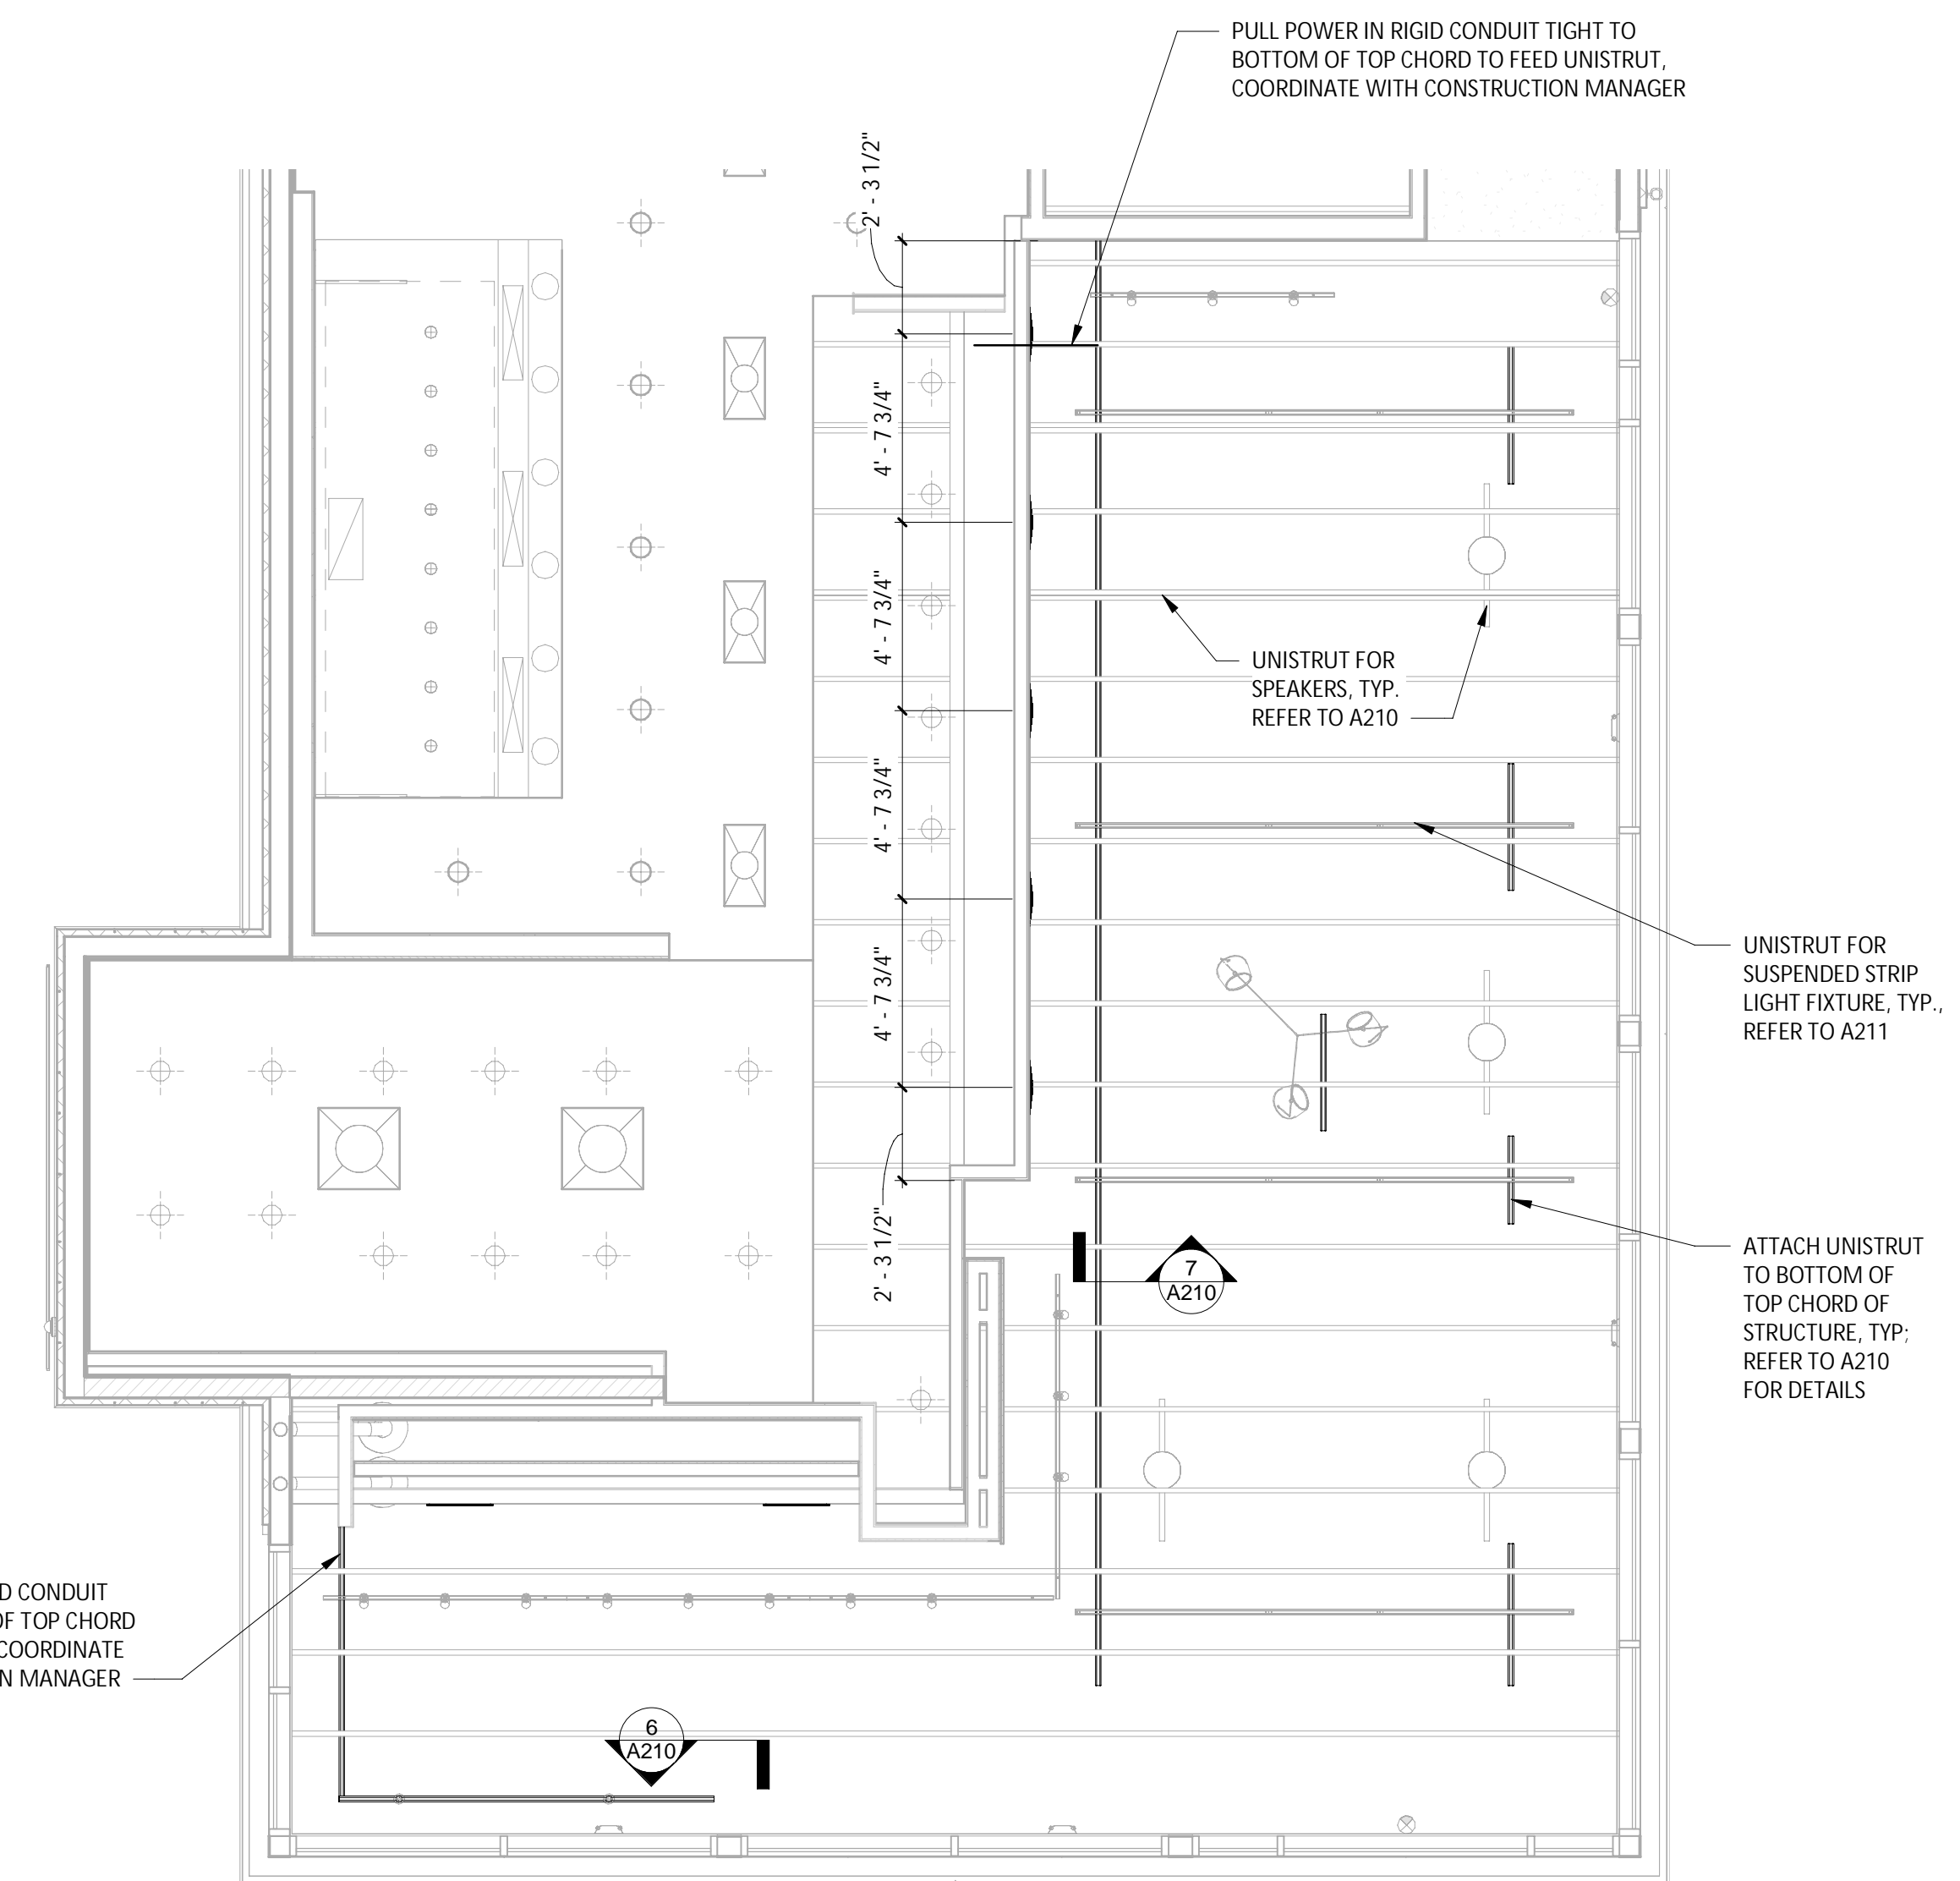 PULL POWER IN RIGID CONDUIT TIGHT TO
BOTTOM OF TOP CHORD TO FEED UNISTRUT,
COORDINATE WITH CONSTRUCTION MANAGER
2' - 3 1/2"
4' - 7 3/4"
4' - 7 3/4"
4' - 7 3/4"
4' - 7 3/4"
2' - 3 1/2"
UNISTRUT FOR
SPEAKERS, TYP.
REFER TO A210
UNISTRUT FOR
SUSPENDED STRIP
LIGHT FIXTURE, TYP.,
REFER TO A211
ATTACH UNISTRUT
TO BOTTOM OF
TOP CHORD OF
STRUCTURE, TYP;
REFER TO A210
FOR DETAILS
7
A210
D CONDUIT
OF TOP CHORD
COORDINATE
N MANAGER
6
A210